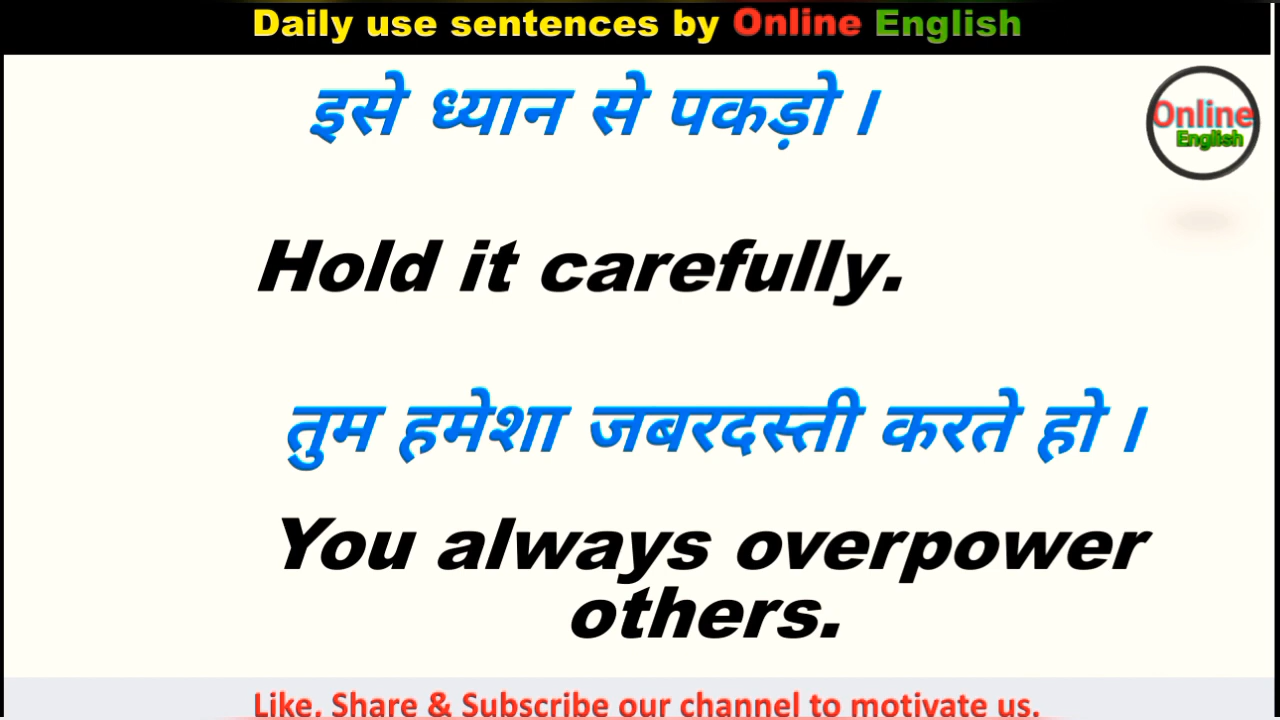 Daily use sentences by Online English
इसे ध्यान से पकड़ो ।
Online
English
Hold it carefully.
तुम हमेशा जबरदस्ती करते हो ।
You always overpower
others.
Like. Share & Subscribe our channel to motivate us.